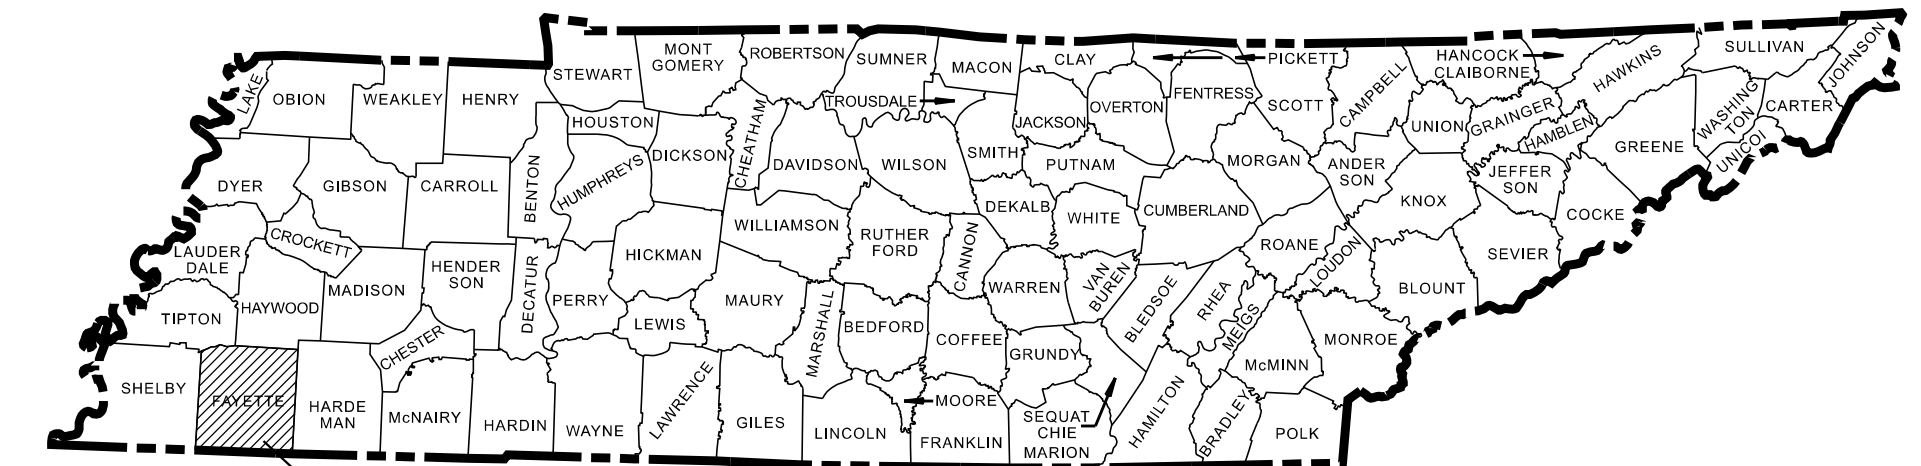 LAKE
OBION
WEAKLEY
HENRY
STEWART
MONT
GOMERY
ROBERTSON
SUMNER
MACON
CLAY
PICKETT
HANCOCK
CLAIBORNE
HAWKINS
SULLIVAN
JOHNSON
TROUSDALE
HOUSTON
DICKSON
CHEATHAM
JACKSON
OVERTON
FENTRESS
SCOTT
CAMPBELL
UNION
GRAINGER
HAMBLEN
WASHING
TON
CARTER
UNICOI
GREENE
DYER
GIBSON
CARROLL
BENTON
HUMPHREYS
DAVIDSON
WILSON
SMITH
PUTNAM
MORGAN
ANDER
SON
KNOX
JEFFER
SON
COCKE
LAUDER
DALE
CROCKETT
WILLIAMSON
RUTHER
FORD
DEKALB
WHITE
CUMBERLAND
ROANE
LOUDON
SEVIER
HAYWOOD
MADISON
HENDER
SON
DECATUR
PERRY
HICKMAN
CANNON
WARREN
VAN
BUREN
BLEDSOE
RHEA
MEIGS
BLOUNT
TIPTON
CHESTER
LEWIS
MAURY
MARSHALL
BEDFORD
COFFEE
GRUNDY
McMINN
MONROE
SHELBY
FAYETTE
HARDE
MAN
McNAIRY
HARDIN
WAYNE
LAWRENCE
GILES
LINCOLN
MOORE
FRANKLIN
SEQUAT
CHIE
MARION
HAMILTON
BRADLEY
POLK